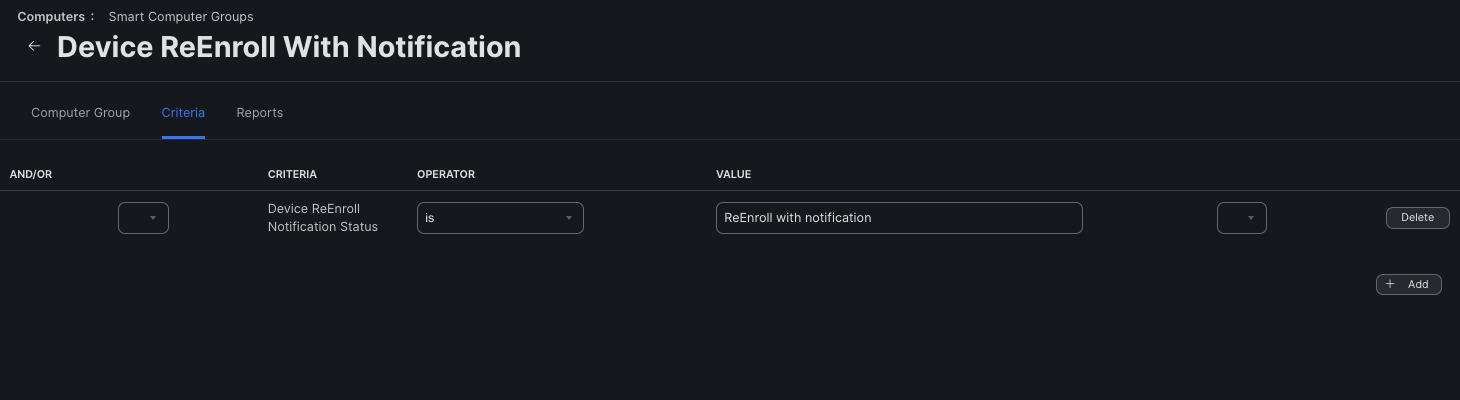 Computers : Smart Computer Groups
← Device ReEnroll With Notification
Computer Group Criteria Reports
AND/OR CRITERIA OPERATOR VALUE
Device ReEnroll
Notification Status
is
ReEnroll with notification
Delete
+ Add